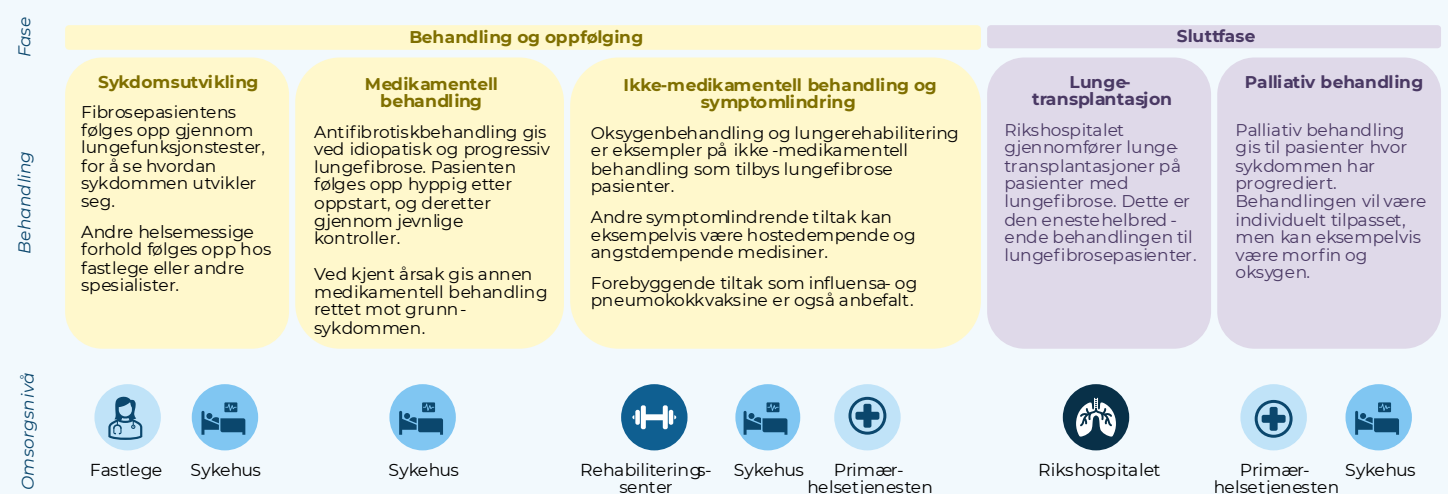 Fase
Behandling og oppfølging
Sluttfase
Behandling
Sykdomsutvikling
Fibrosepasientens
følges opp gjennom
lungefunksjonstester,
for å se hvordan
sykdommen utvikler
seg.
Andre helsemessige
forhold følges opp hos
fastlege eller andre
spesialister.
Medikamentell
behandling
Antifibrotiskbehandling gis
ved idiopatisk og progressiv
lungefibrose. Pasienten
følges opp hyppig etter
oppstart, og deretter
gjennom jevnlige
kontroller.
Ved kjent årsak gis annen
medikamentell behandling
rettet mot grunn-
sykdommen.
Ikke-medikamentell behandling og
symptomlindring
Oksygenbehandling og lungerehabilitering
er eksempler på ikke-medikamentell
behandling som tilbys lungefibrose
pasienter.
Andre symptomlindrende tiltak kan
eksempelvis være hostedempende og
angstdempende medisiner.
Forebyggende tiltak som influensa- og
pneumokokkvaksine er også anbefalt.
Lunge-
transplantasjon
Rikshospitalet
gjennomfører lunge-
transplantasjoner på
pasienter med
lungefibrose. Dette er
den eneste helbred-
ende behandlingen til
lungefibrosepasienter.
Palliativ behandling
Palliativ behandling
gis til pasienter hvor
sykdommen har
progrediert.
Behandlingen vil være
individuelt tilpasset,
men kan eksempelvis
være morfin og
oksygen.
Omsorgsnivå
Fastlege
Sykehus
Sykehus
Rehabiliterings-
senter
Sykehus
Primær-
helsetjenesten
Rikshospitalet
Primær-
helsetjenesten
Sykehus